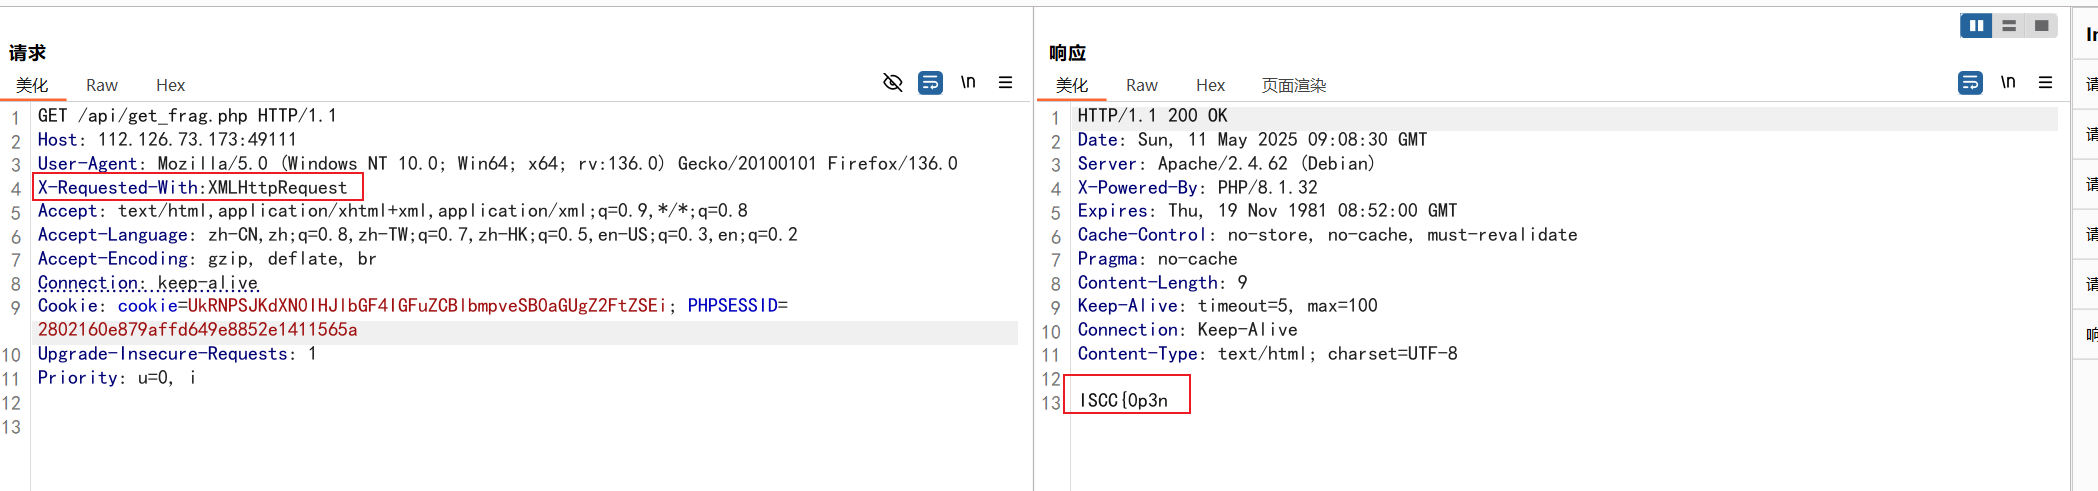 请求
美化 Raw Hex \n
1 GET /api/get_frag.php HTTP/1.1
2 Host: 112.126.73.173:49111
3 User-Agent: Mozilla/5.0 (Windows NT 10.0; Win64; x64; rv:136.0) Gecko/20100101 Firefox/136.0
4 X-Requested-With:XMLHttpRequest
5 Accept: text/html,application/xhtml+xml,application/xml;q=0.9,*/*;q=0.8
6 Accept-Language: zh-CN,zh;q=0.8,zh-TW;q=0.7,zh-HK;q=0.5,en-US;q=0.3,en;q=0.2
7 Accept-Encoding: gzip, deflate, br
8 Connection: keep-alive
9 Cookie: cookie=UkRNPSJKdXN0IHJlbGF4IGFuZCBlbmpveSB0aGUgZ2FtZSEi; PHPSESSID=
2802160e879affd649e8852e1411565a
10 Upgrade-Insecure-Requests: 1
11 Priority: u=0, i
12
13
响应
美化 Raw Hex 页面渲染 \n
1 HTTP/1.1 200 OK
2 Date: Sun, 11 May 2025 09:08:30 GMT
3 Server: Apache/2.4.62 (Debian)
4 X-Powered-By: PHP/8.1.32
5 Expires: Thu, 19 Nov 1981 08:52:00 GMT
6 Cache-Control: no-store, no-cache, must-revalidate
7 Pragma: no-cache
8 Content-Length: 9
9 Keep-Alive: timeout=5, max=100
10 Connection: Keep-Alive
11 Content-Type: text/html; charset=UTF-8
12
13 ISCC{0p3n
In
请
请
请
请
请
响